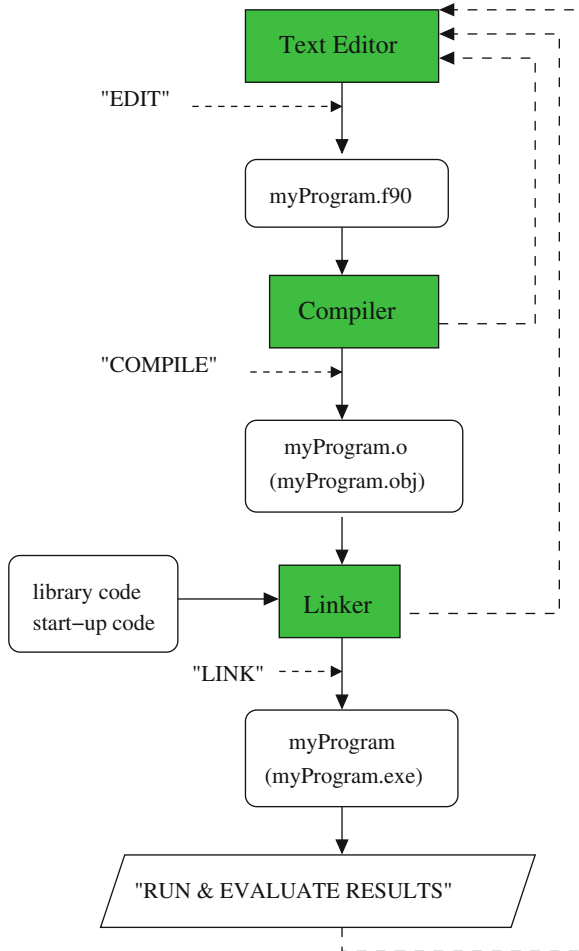 Text Editor
"EDIT"
myProgram.f90
Compiler
"COMPILE"
myProgram.o
(myProgram.obj)
library code
start−up code
Linker
"LINK"
myProgram
(myProgram.exe)
"RUN & EVALUATE RESULTS"